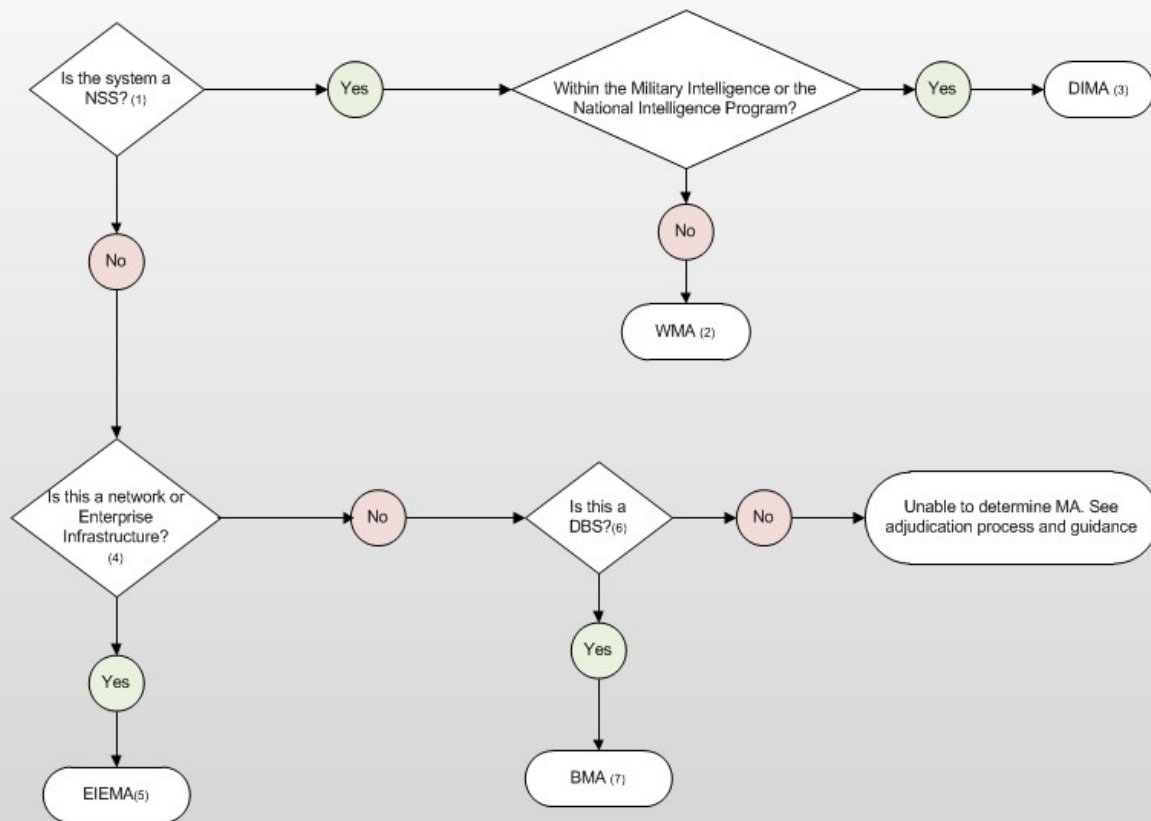 Is the system a
NSS? (1)
Yes
Within the Military Intelligence or the
National Intelligence Program?
Yes
DIMA (3)
No
No
WMA (2)
Is this a network or
Enterprise
Infrastructure?
(4)
No
Is this a
DBS?(6)
No
Unable to determine MA. See
adjudication process and guidance
Yes
Yes
EIEMA(5)
BMA (7)